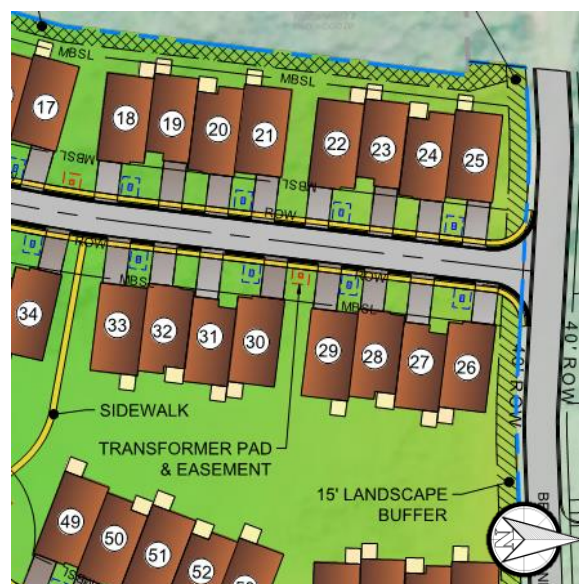 MBSL
MBSL
17
18
19
20
21
22
23
24
25
MBSL
MBSL
ROW
ROW
ROW
MBSL
MBSL
34
33
32
31
30
29
28
27
26
40' ROW
SIDEWALK
TRANSFORMER PAD
& EASEMENT
15' LANDSCAPE
BUFFER
49
50
51
52